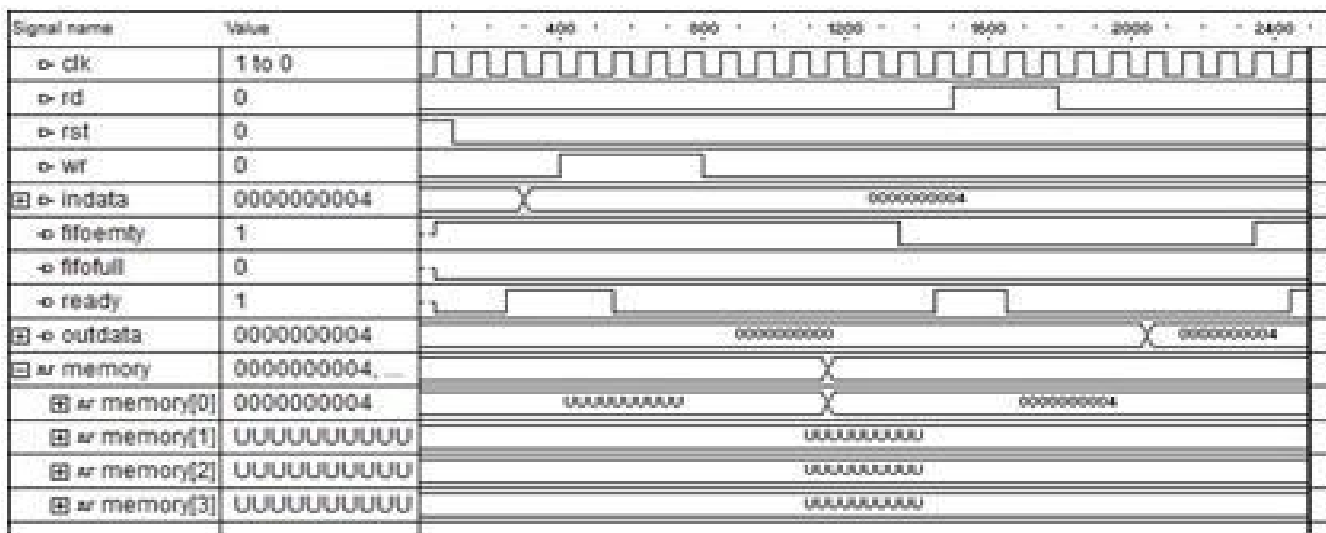 Signal name Value 400 800 1200 1600 2000 2400
clk 1 to 0
rd 0
rst 0
wr 0
indata 0000000004 0000000004
fifoemty 1
fifofull 0
ready 1
outdata 0000000004 0000000000 0000000004
memory 0000000004, ...
memory[0] 0000000004 UUUUUUUUUU 0000000004
memory[1] UUUUUUUUUU UUUUUUUUUU
memory[2] UUUUUUUUUU UUUUUUUUUU
memory[3] UUUUUUUUUU UUUUUUUUUU